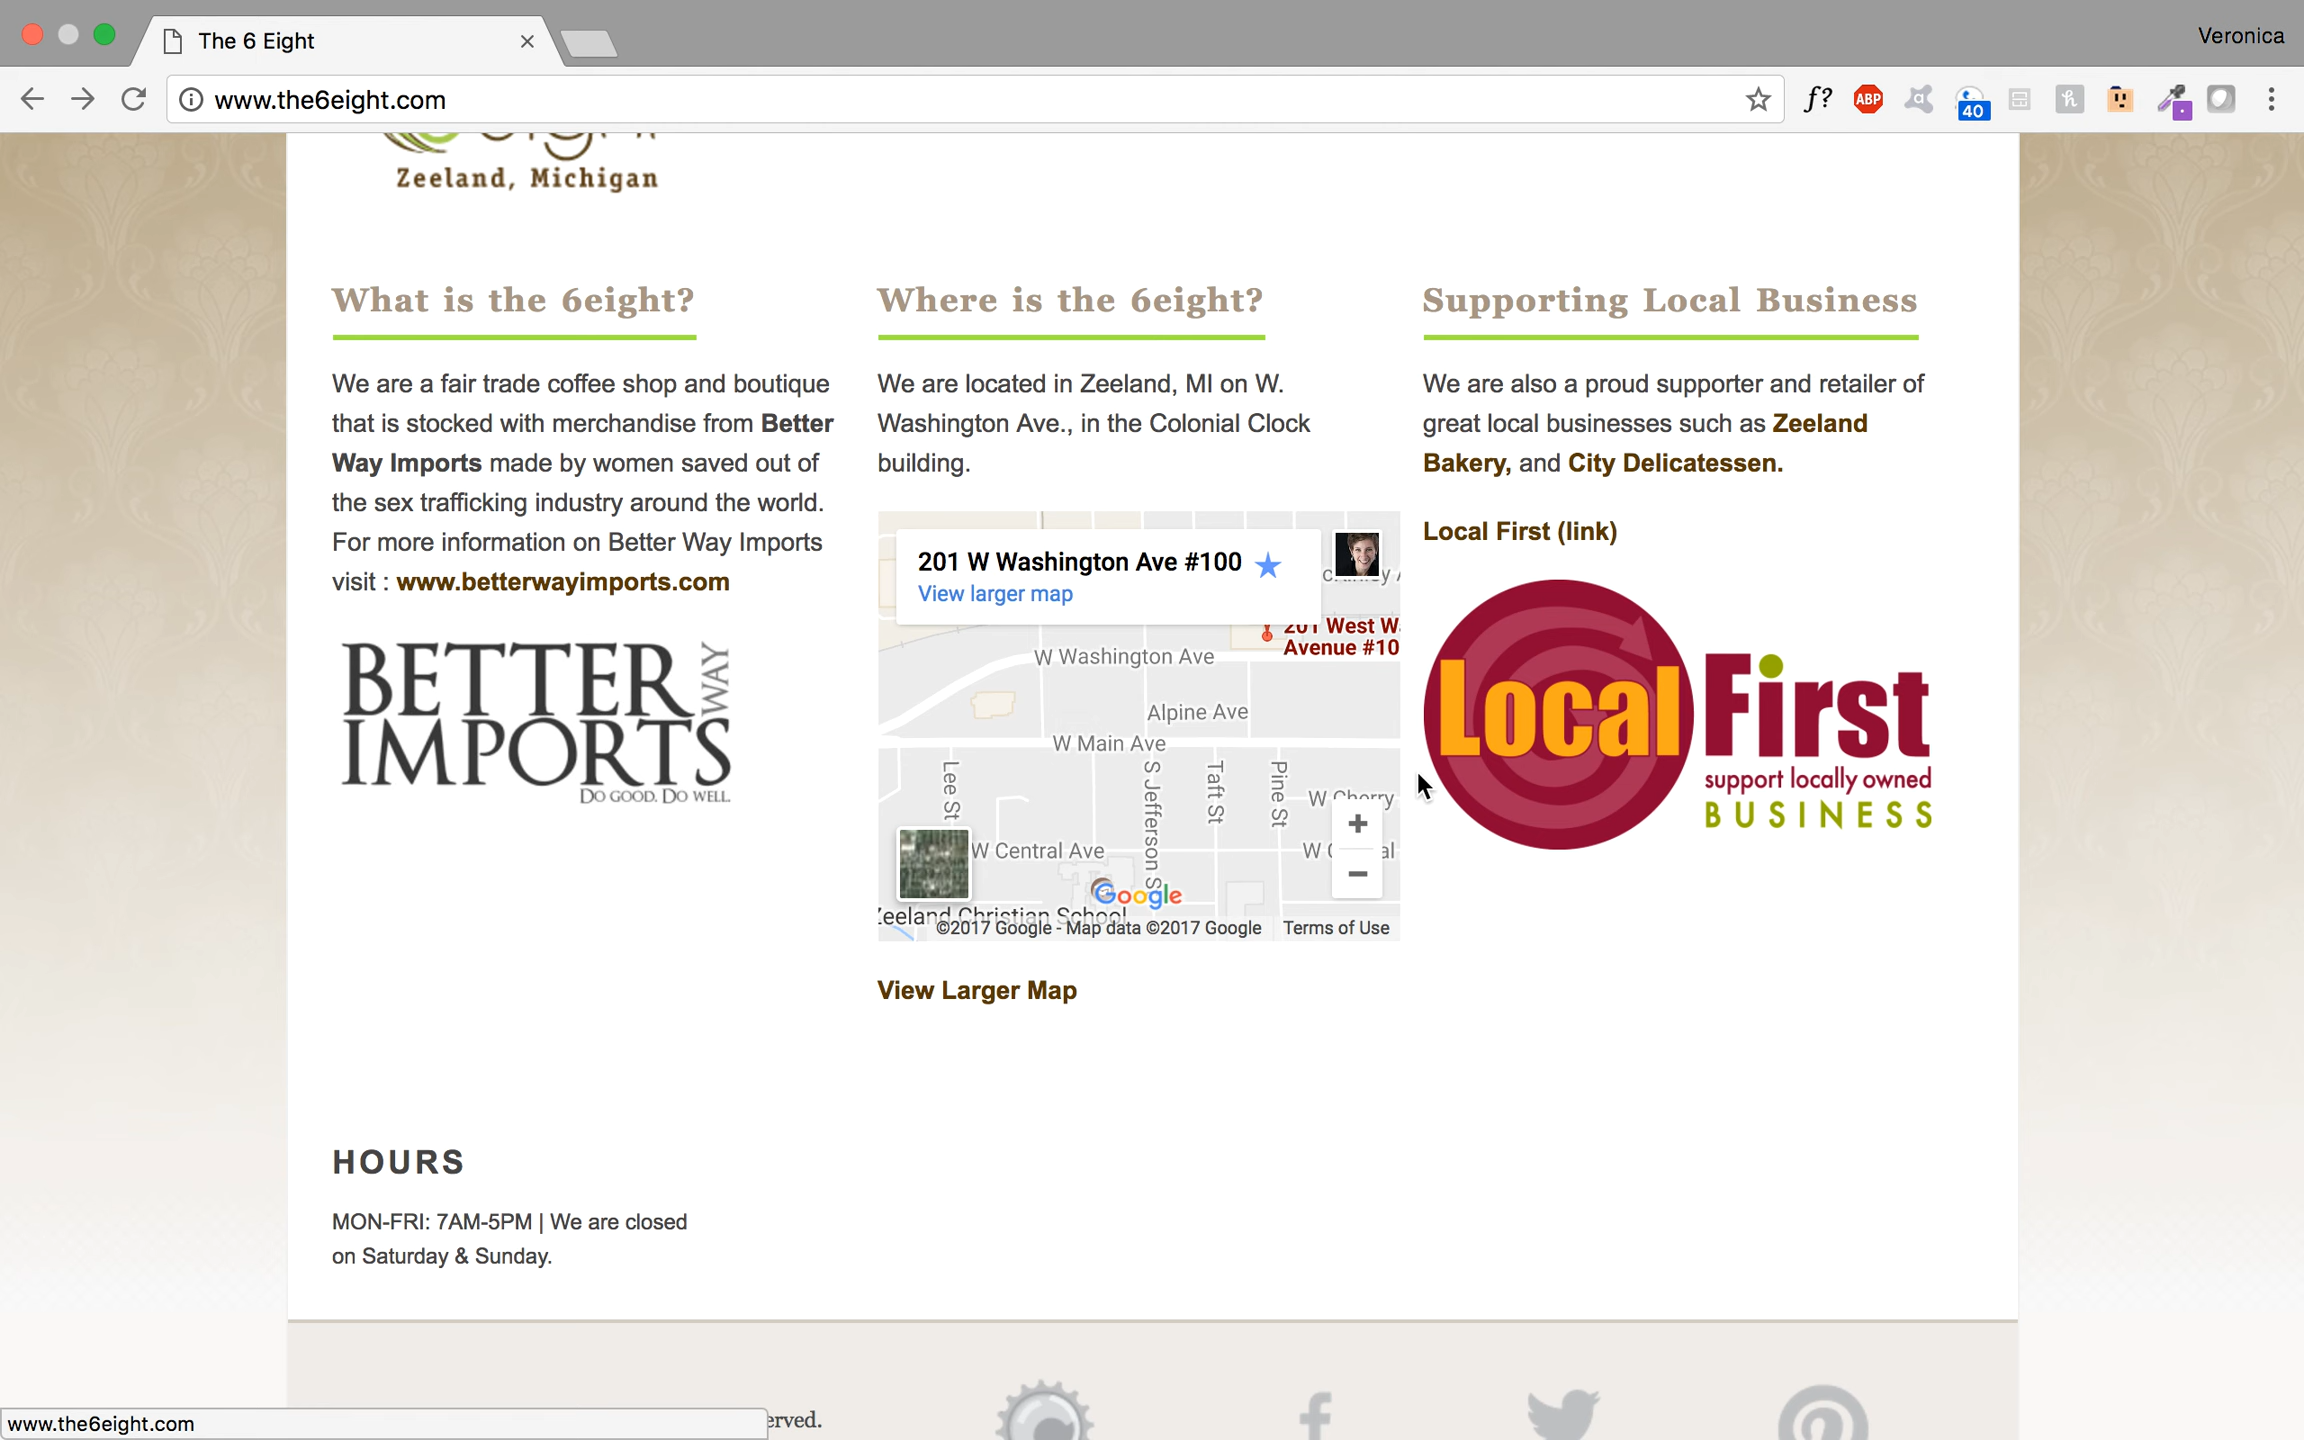 The 6 Eight
Veronica
www.the6eight.com
f?
ABP
40
Zeeland, Michigan
What is the 6eight?
We are a fair trade coffee shop and boutique
that is stocked with merchandise from Better
Way Imports made by women saved out of
the sex trafficking industry around the world.
For more information on Better Way Imports
visit : www.betterwayimports.com
BETTER WAY
IMPORTS
DO GOOD. DO WELL.
Where is the 6eight?
We are located in Zeeland, MI on W.
Washington Ave., in the Colonial Clock
building.
201 W Washington Ave #100
View larger map
201 West W
Avenue #10
W Washington Ave
Alpine Ave
W Main Ave
Lee St
S Jefferson S
Taft St
Pine St
W Cherry
W Central Ave
Google
Zeeland Christian School
©2017 Google - Map data ©2017 Google
Terms of Use
View Larger Map
Supporting Local Business
We are also a proud supporter and retailer of
great local businesses such as Zeeland
Bakery, and City Delicatessen.
Local First (link)
Local First
support locally owned
BUSINESS
HOURS
MON-FRI: 7AM-5PM | We are closed
on Saturday & Sunday.
www.the6eight.com
erved.